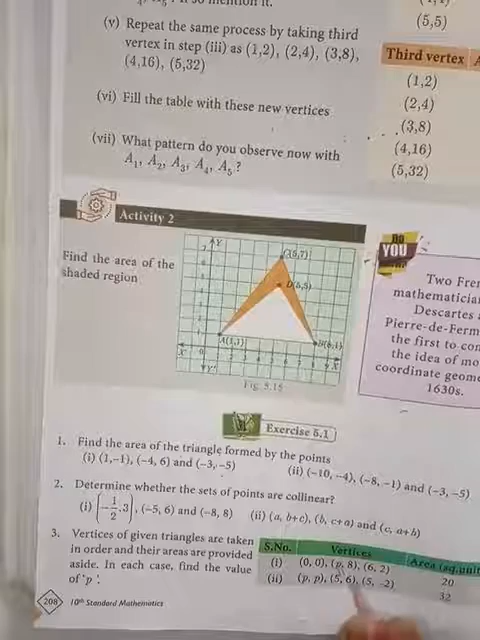 (v) Repeat the same process by taking third
vertex in step (iii) as (1,2), (2,4), (3,8),
(4,16), (5,32)
(vi) Fill the table with these new vertices
(vii) What pattern do you observe now with
A₁, A₂, A₃, A₄, A₅ ?
(5,5)
Third vertex
(1,2)
(2,4)
(3,8)
(4,16)
(5,32)
Activity 2
Find the area of the
shaded region
Y
C(5,7)
D(5,5)
A(1,1)
X'
X
Y'
Fig. 5.15
YOU
Two
mathematicia
Descartes
Pierre-de-Ferm
the first to con
the idea of mo
coordinate geome
1630s.
Exercise 5.1
1. Find the area of the triangle formed by the points
(i) (1,−1), (−4, 6) and (−3, −5)
(ii) (−10, −4), (−8, −1) and (−3, −5)
2. Determine whether the sets of points are collinear?
(i) (−1/2, 3), (−5, 6) and (−8, 8)
(ii) (a, b+c), (b, c+a) and (c, a+b)
3. Vertices of given triangles are taken
in order and their areas are provided
aside. In each case, find the value
of 'p'.
S.No. Vertices Area (sq.unit
(i) (0, 0), (p, 8), (6, 2) 20
(ii) (p, p), (5, 6), (5, −2) 32
208 10th Standard Mathematics